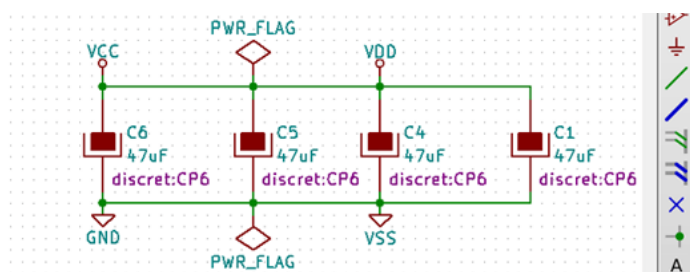 PWR_FLAG
VCC
VDD
C6
47uF
discret:CP6
C5
47uF
discret:CP6
C4
47uF
discret:CP6
C1
47uF
discret:CP6
GND
PWR_FLAG
VSS
A